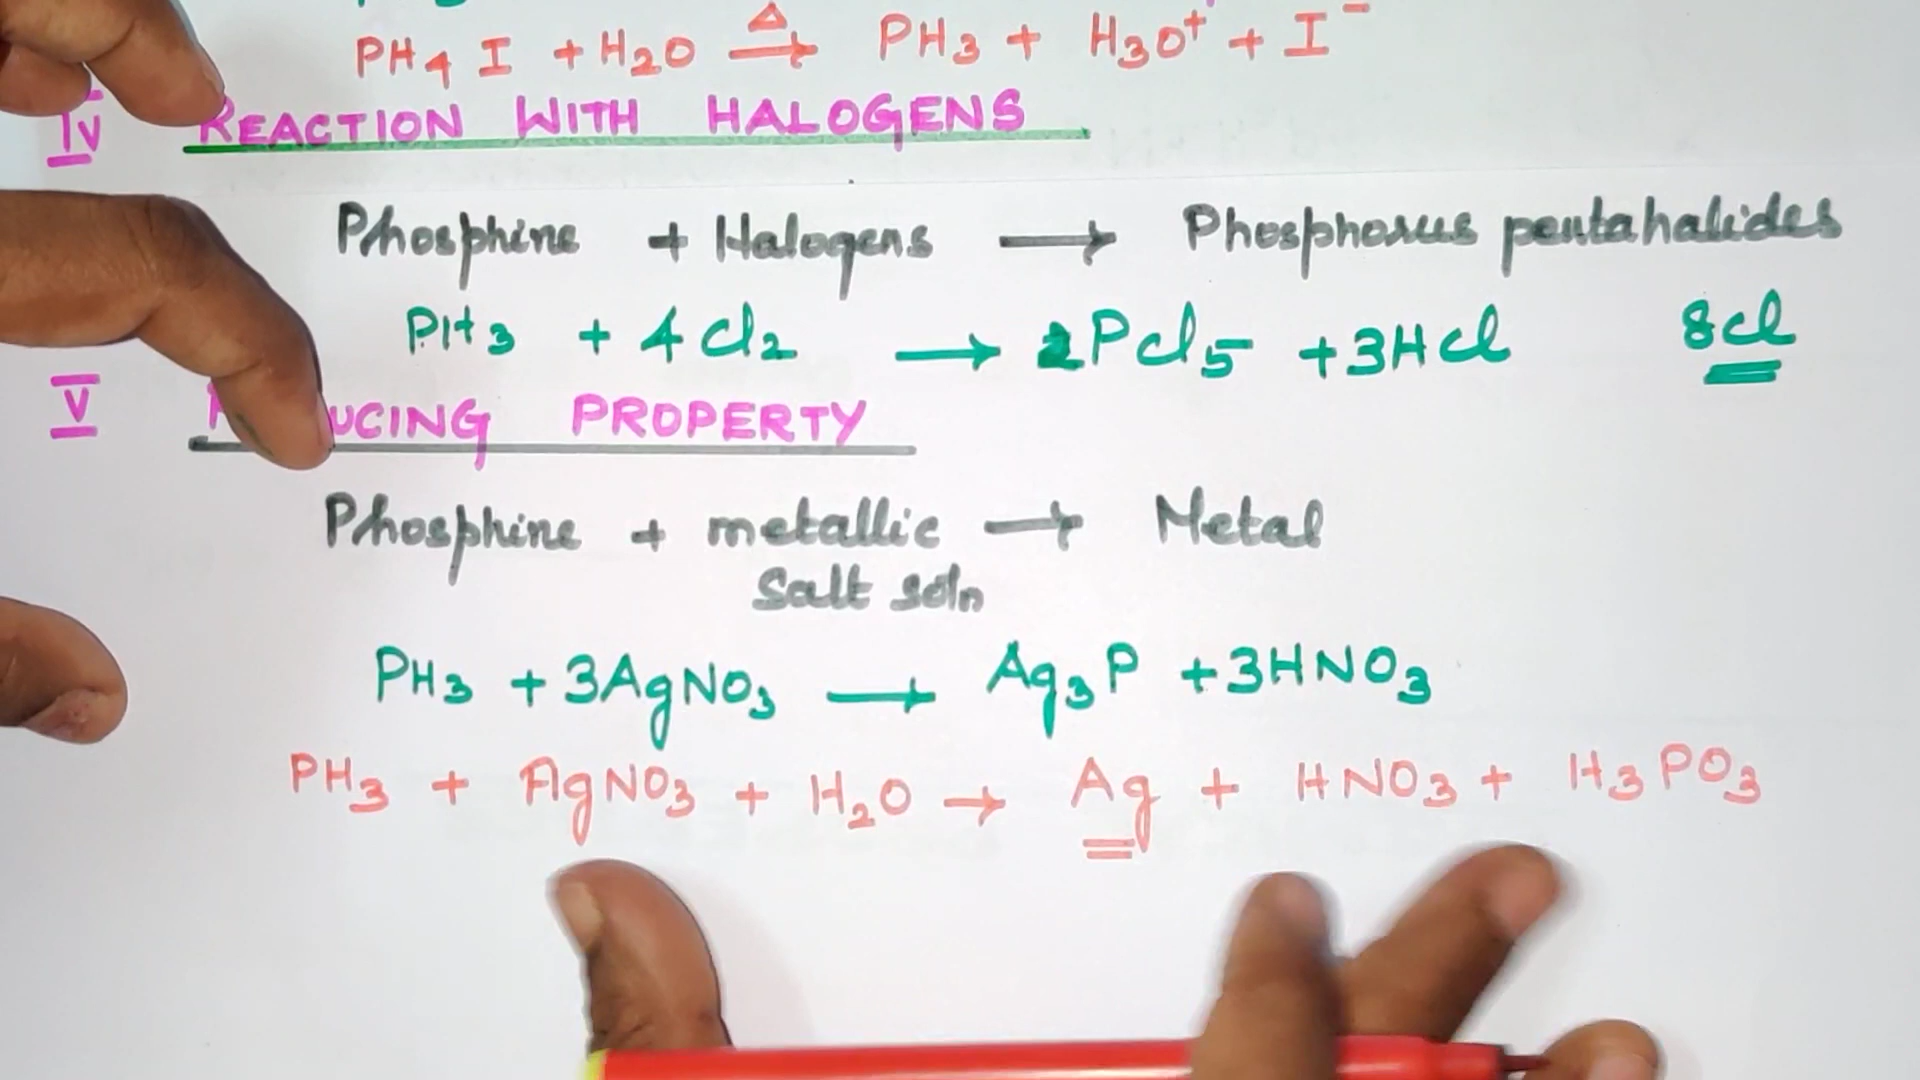 PH4 I + H2O Δ→ PH3 + H3O+ + I-
IV REACTION WITH HALOGENS
Phosphine + Halogens → Phosphorus pentahalides
PH3 + 4Cl2 → 2PCl5 + 3HCl 8Cl
V UCING PROPERTY
Phosphine + metallic → Metal
Salt soln
PH3 + 3AgNO3 → Ag3P + 3HNO3
PH3 + AgNO3 + H2O → Ag + HNO3 + H3PO3